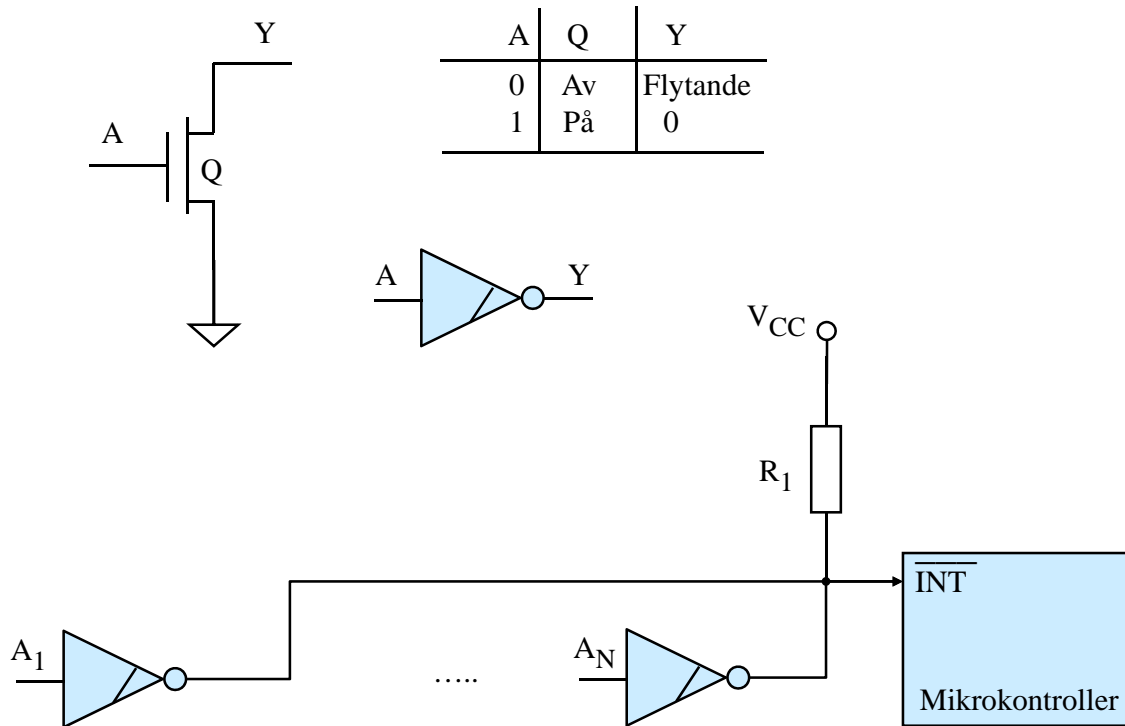 Y
A Q Y
0 Av Flytande
1 På 0
A
Q
A Y
VCC
R1
INT
A1 ..... AN
Mikrokontroller